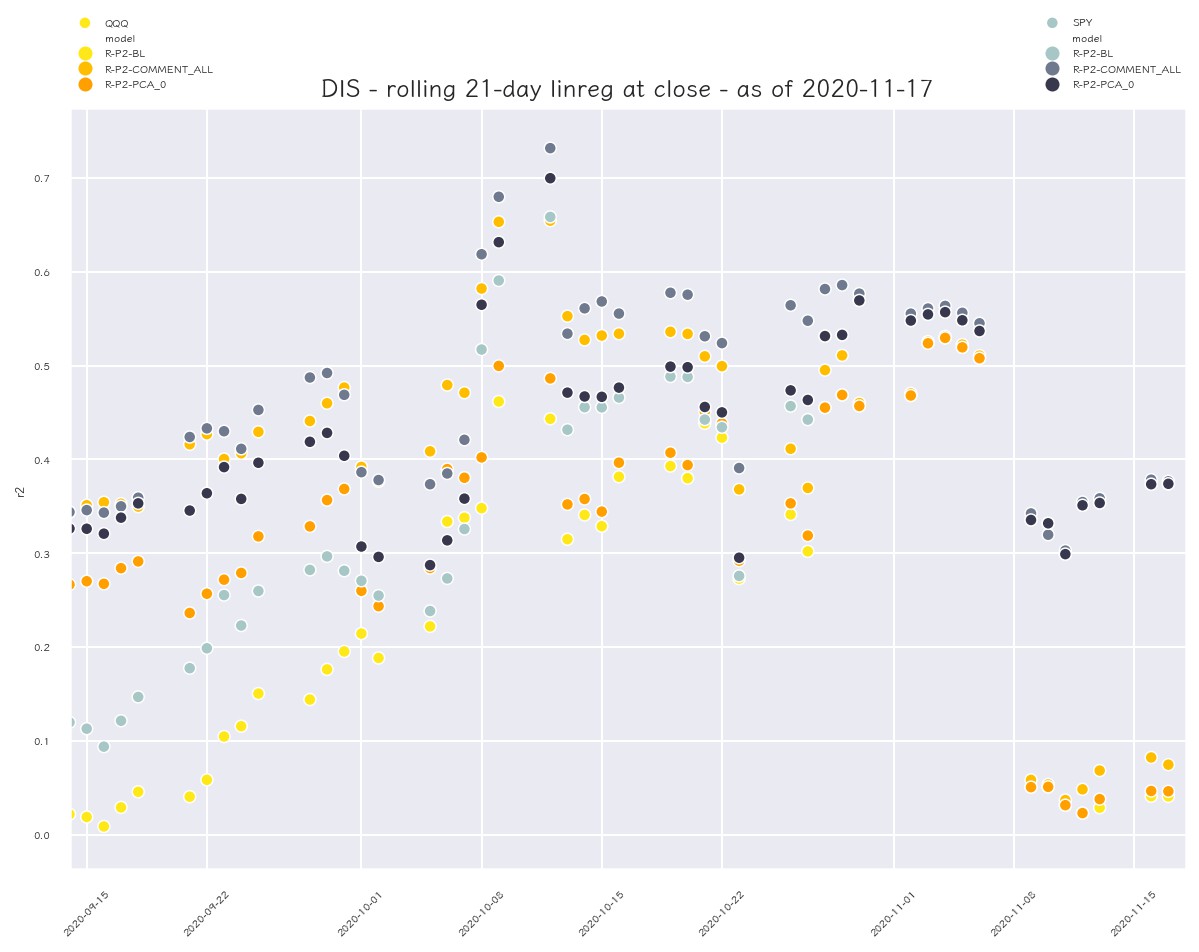 QQQ
model
R-P2-BL
R-P2-COMMENT_ALL
R-P2-PCA_0
SPY
model
R-P2-BL
R-P2-COMMENT_ALL
R-P2-PCA_0
DIS - rolling 21-day linreg at close - as of 2020-11-17
0.7
0.6
0.5
0.4
0.3
0.2
0.1
0.0
r2
2020-09-15
2020-09-22
2020-10-01
2020-10-08
2020-10-15
2020-10-22
2020-11-01
2020-11-08
2020-11-15